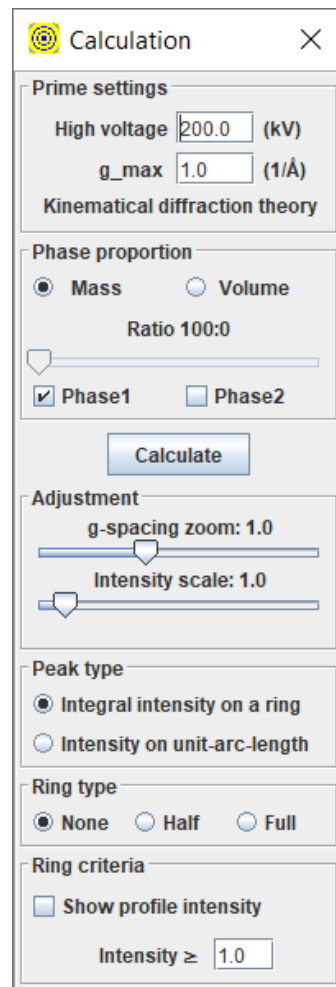 Calculation
Prime settings
High voltage 200.0 (kV)
g_max 1.0 (1/Å)
Kinematical diffraction theory
Phase proportion
Mass Volume
Ratio 100:0
Phase1 Phase2
Calculate
Adjustment
g-spacing zoom: 1.0
Intensity scale: 1.0
Peak type
Integral intensity on a ring
Intensity on unit-arc-length
Ring type
None Half Full
Ring criteria
Show profile intensity
Intensity ≥ 1.0